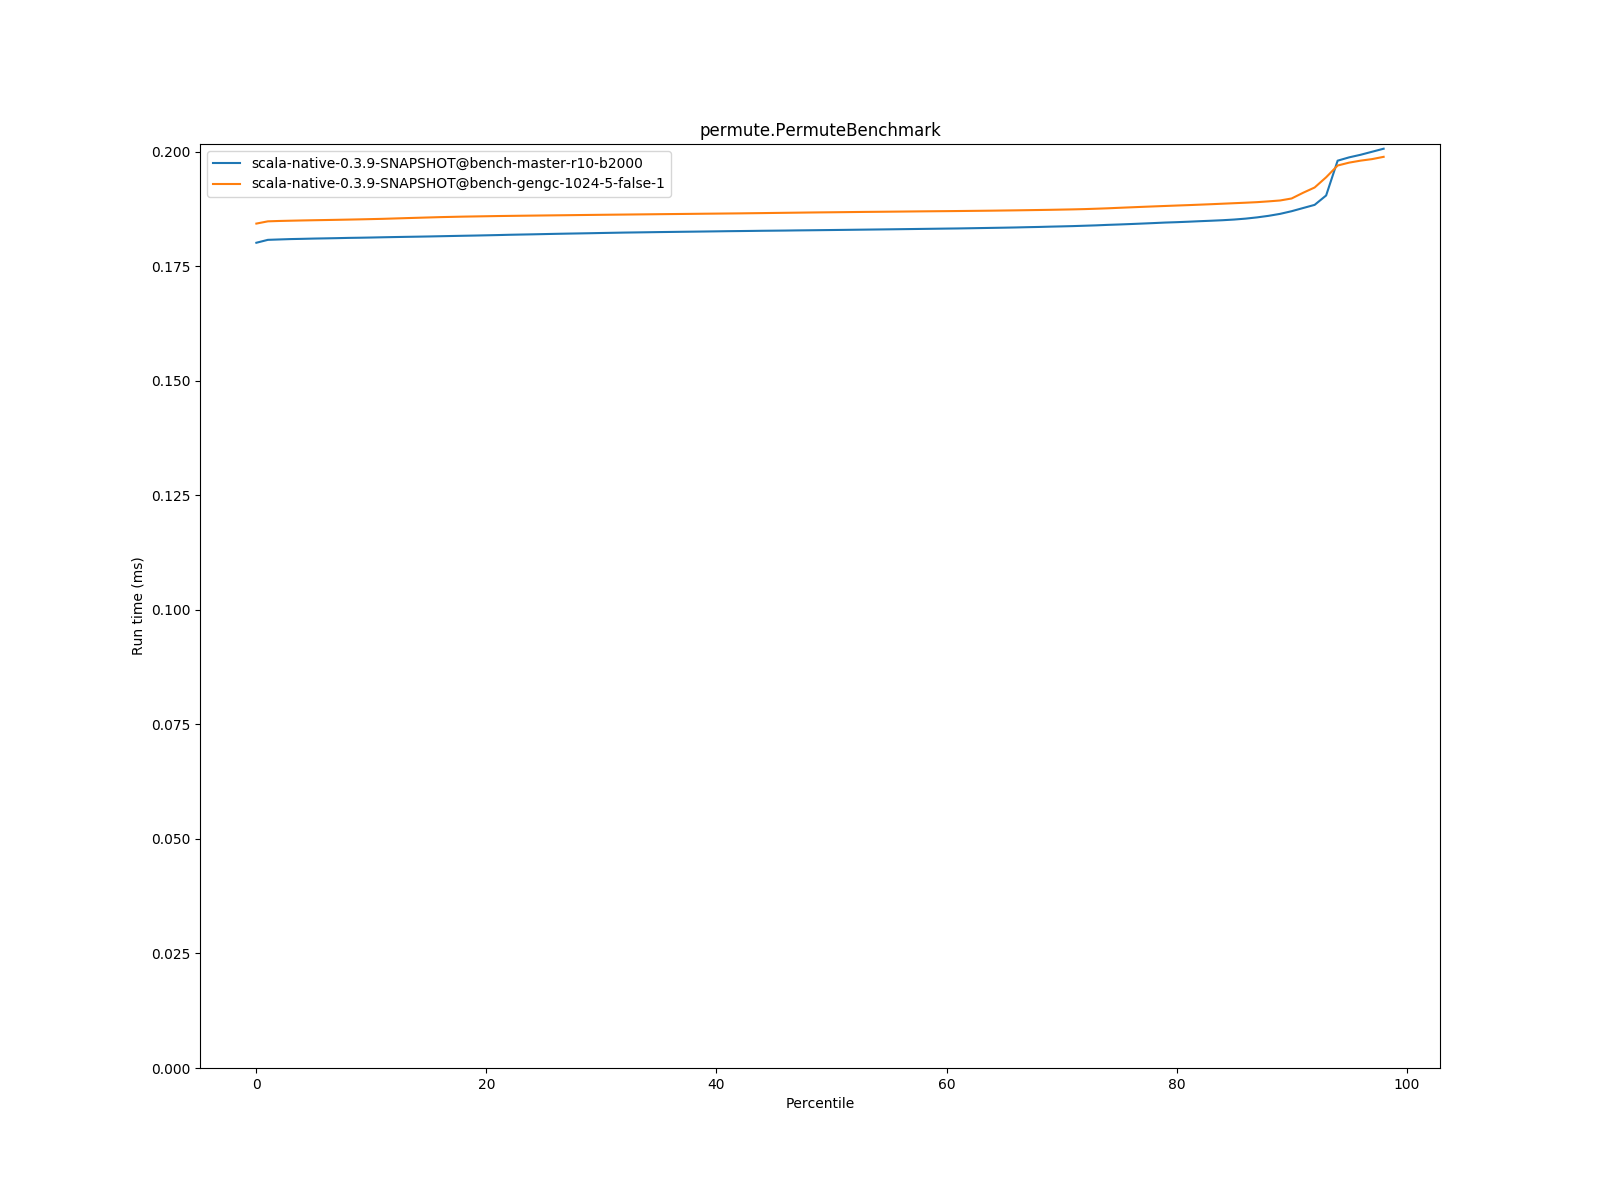 permute.PermuteBenchmark
scala-native-0.3.9-SNAPSHOT@bench-master-r10-b2000
scala-native-0.3.9-SNAPSHOT@bench-gengc-1024-5-false-1
0.200
0.175
0.150
0.125
0.100
0.075
0.050
0.025
0.000
Run time (ms)
0 20 40 60 80 100
Percentile